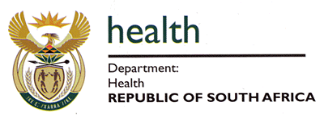 health
Department:
Health
REPUBLIC OF SOUTH AFRICA